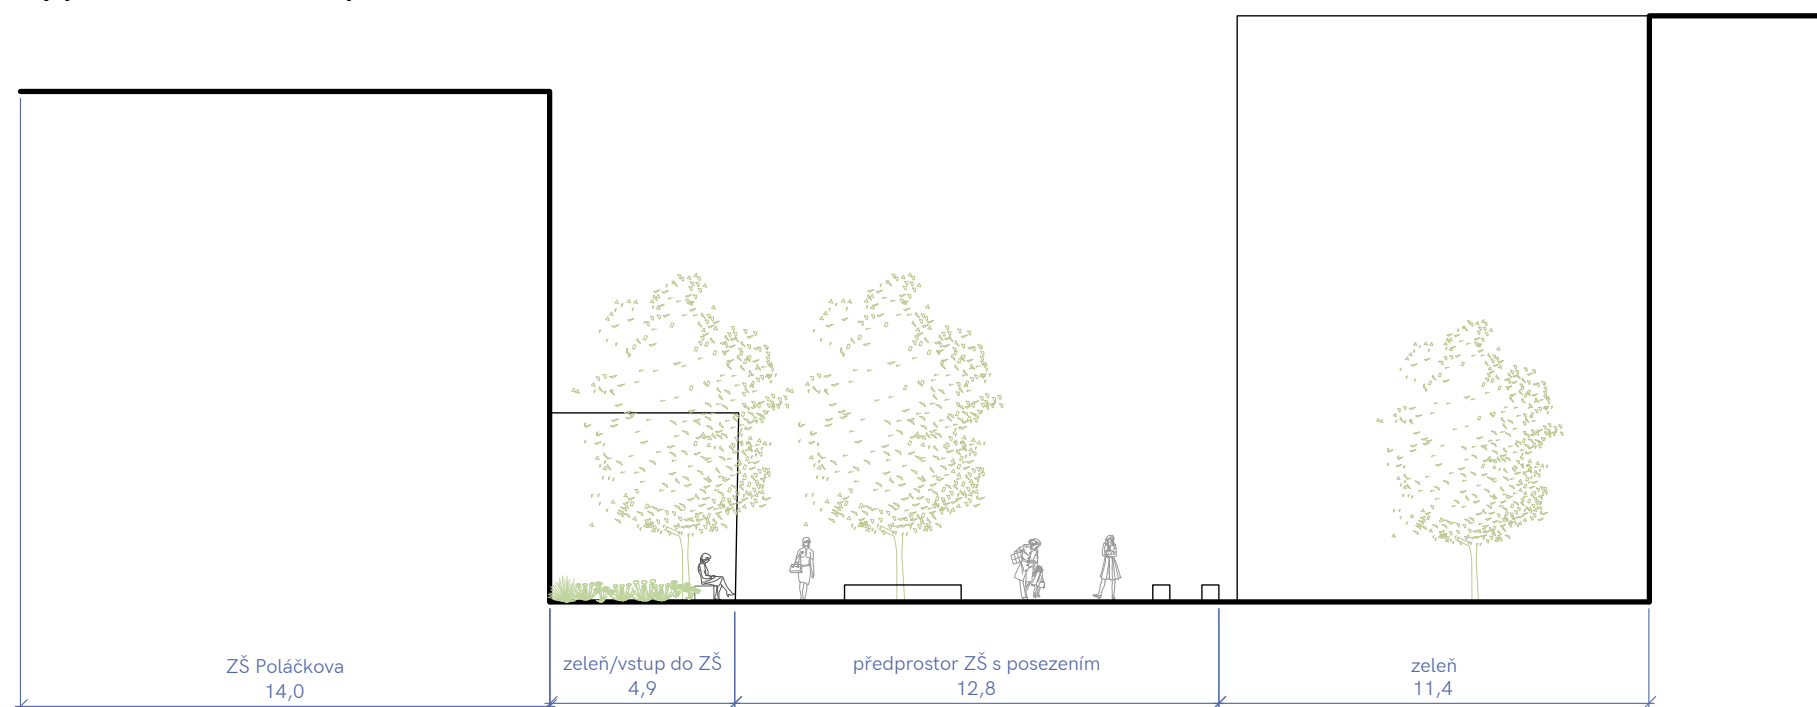 ZŠ Poláčkova
14,0
zeleň/vstup do ZŠ
4,9
předprostor ZŠ s posezením
12,8
zeleň
11,4